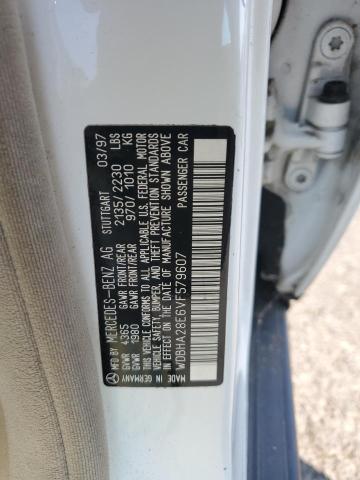 MFD BY MERCEDES-BENZ AG STUTTGART 03/97
GVWR 4365 GAWR FRONT/REAR 2135/2230 LBS
GVWR 1980 GAWR FRONT/REAR 970/1010 KG
THIS VEHICLE CONFORMS TO ALL APPLICABLE U.S. FEDERAL MOTOR
VEHICLE SAFETY, BUMPER, AND THEFT PREVENTION STANDARDS
IN EFFECT ON THE DATE OF MANUFACTURE SHOWN ABOVE
WDBHA28E6VF579607 PASSENGER CAR
MADE IN GERMANY